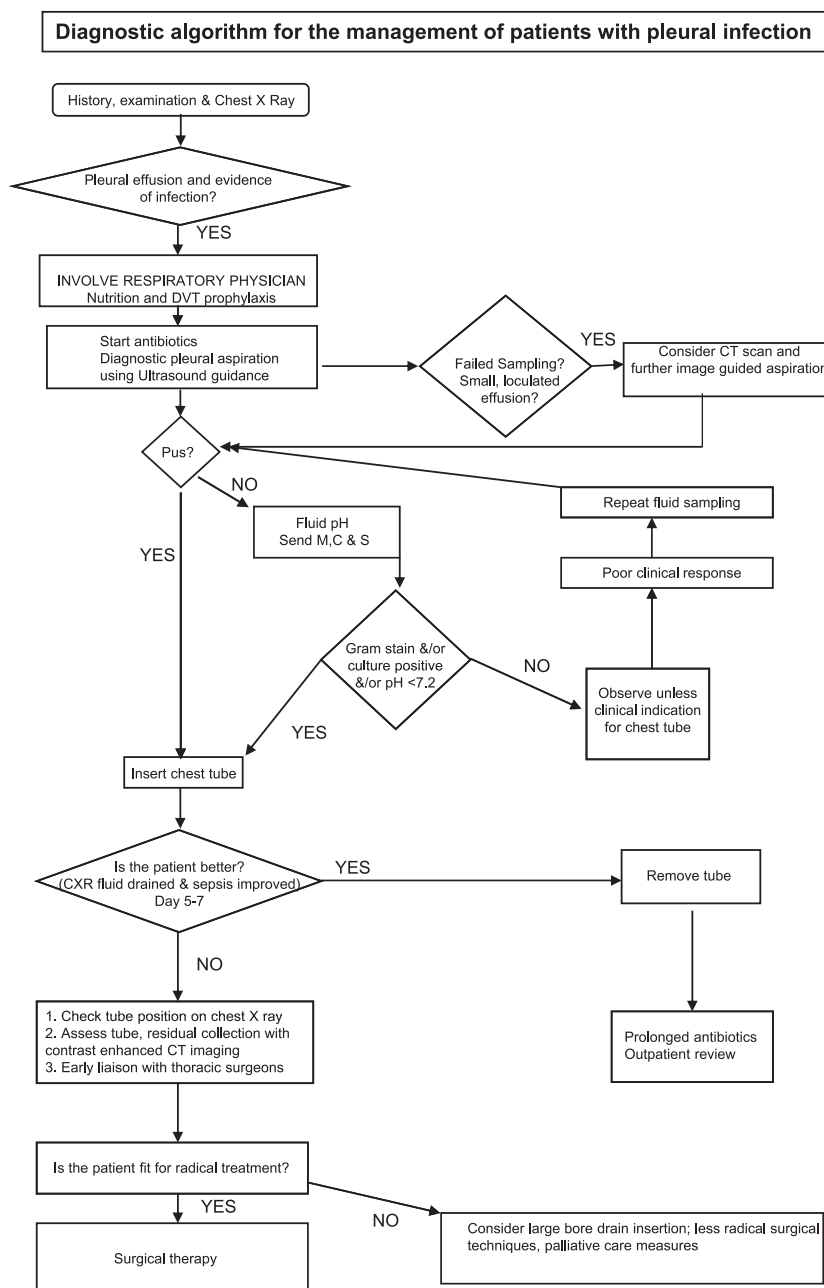 Diagnostic algorithm for the management of patients with pleural infection
History, examination & Chest X Ray
Pleural effusion and evidence
of infection?
YES
INVOLVE RESPIRATORY PHYSICIAN
Nutrition and DVT prophylaxis
Start antibiotics
Diagnostic pleural aspiration
using Ultrasound guidance
Failed Sampling?
Small, loculated
effusion?
YES
Consider CT scan and
further image guided aspiration
Pus?
NO
YES
Fluid pH
Send M,C & S
Repeat fluid sampling
Poor clinical response
Gram stain &/or
culture positive
&/or pH <7.2
NO
Observe unless
clinical indication
for chest tube
YES
Insert chest tube
Is the patient better?
(CXR fluid drained & sepsis improved)
Day 5-7
YES
Remove tube
NO
1. Check tube position on chest X ray
2. Assess tube, residual collection with
contrast enhanced CT imaging
3. Early liaison with thoracic surgeons
Prolonged antibiotics
Outpatient review
Is the patient fit for radical treatment?
YES
NO
Surgical therapy
Consider large bore drain insertion; less radical surgical
techniques, palliative care measures